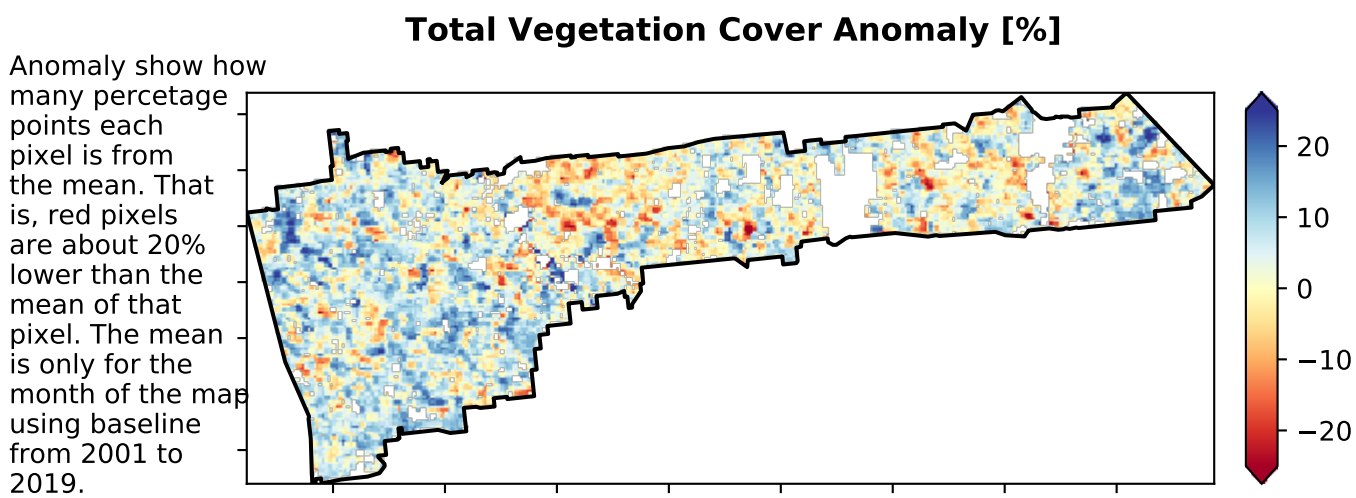 Total Vegetation Cover Anomaly [%]
Anomaly show how
many percetage
points each
pixel is from
the mean. That
is, red pixels
are about 20%
lower than the
mean of that
pixel. The mean
is only for the
month of the map
using baseline
from 2001 to
2019.
20
10
0
−10
−20